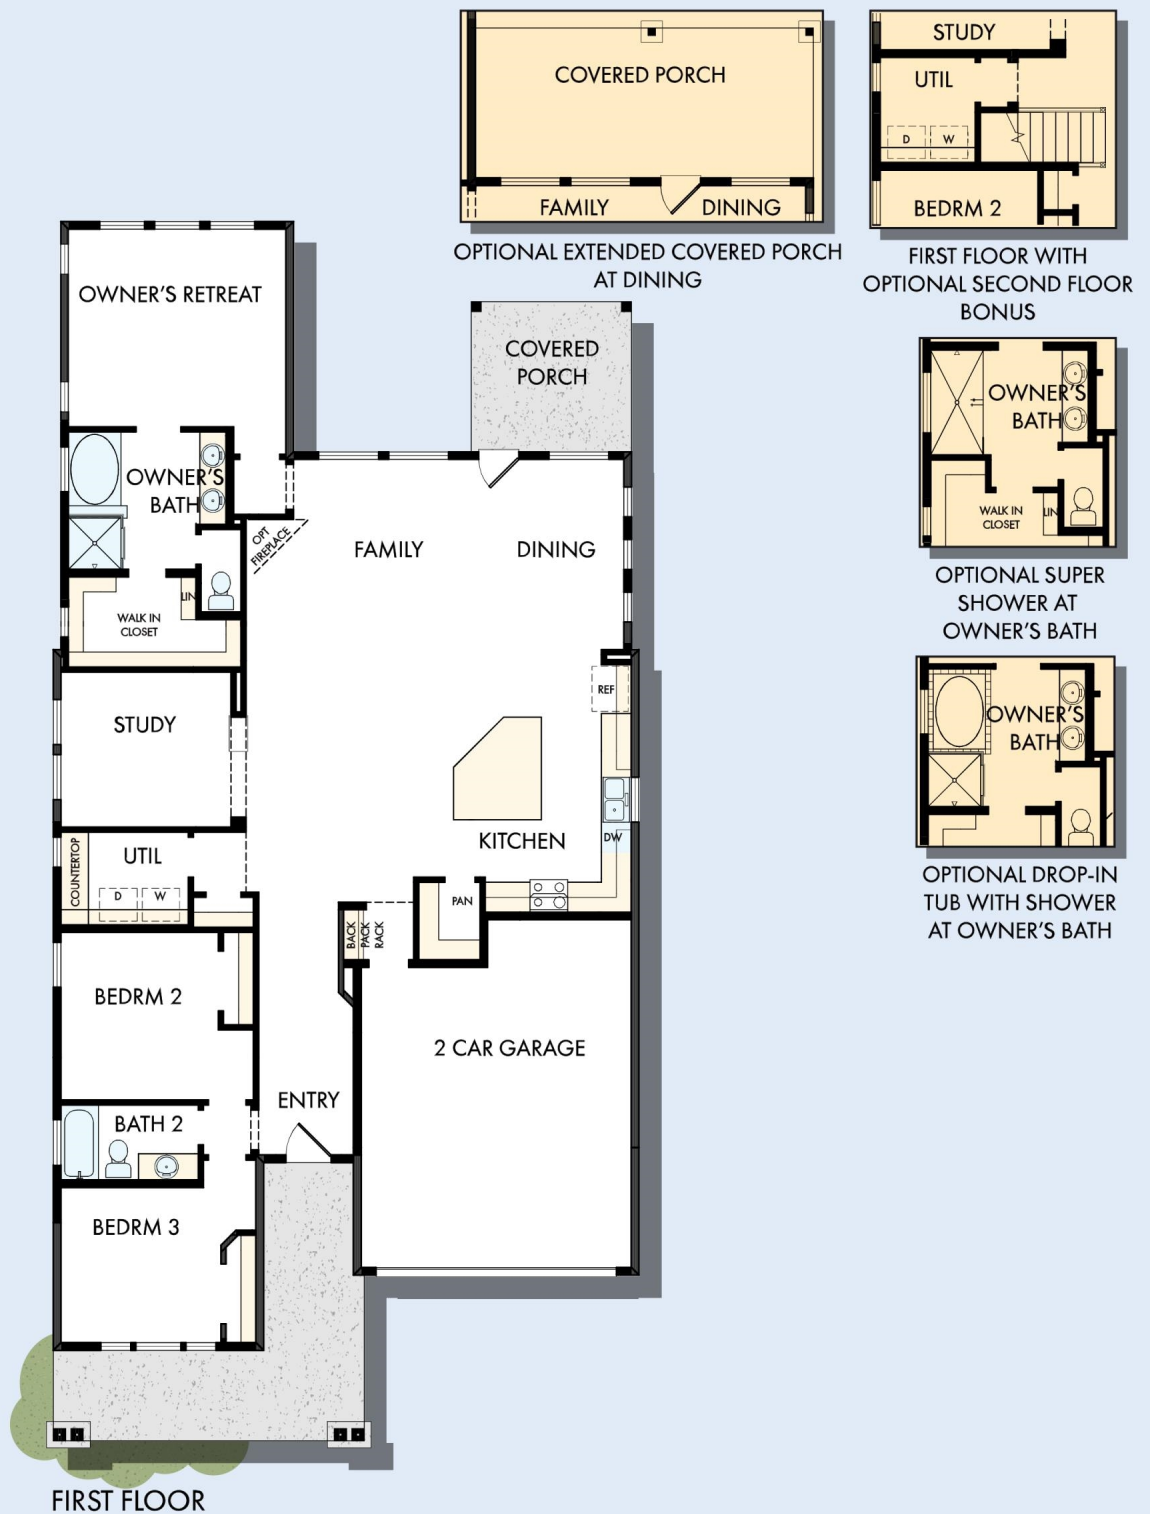 COVERED PORCH
FAMILY
DINING
OPTIONAL EXTENDED COVERED PORCH
AT DINING
STUDY
UTIL
D
W
BEDRM 2
FIRST FLOOR WITH
OPTIONAL SECOND FLOOR
BONUS
OWNER'S
BATH
WALK IN
CLOSET
LIN
OPTIONAL SUPER
SHOWER AT
OWNER'S BATH
OWNER'S
BATH
OPTIONAL DROP-IN
TUB WITH SHOWER
AT OWNER'S BATH
OWNER'S RETREAT
COVERED
PORCH
OWNER'S
BATH
OPT
FIREPLACE
FAMILY
DINING
LIN
WALK IN
CLOSET
REF
STUDY
KITCHEN
DW
COUNTERTOP
UTIL
D
W
PAN
BACK
PACK
RACK
BEDRM 2
2 CAR GARAGE
ENTRY
BATH 2
BEDRM 3
FIRST FLOOR